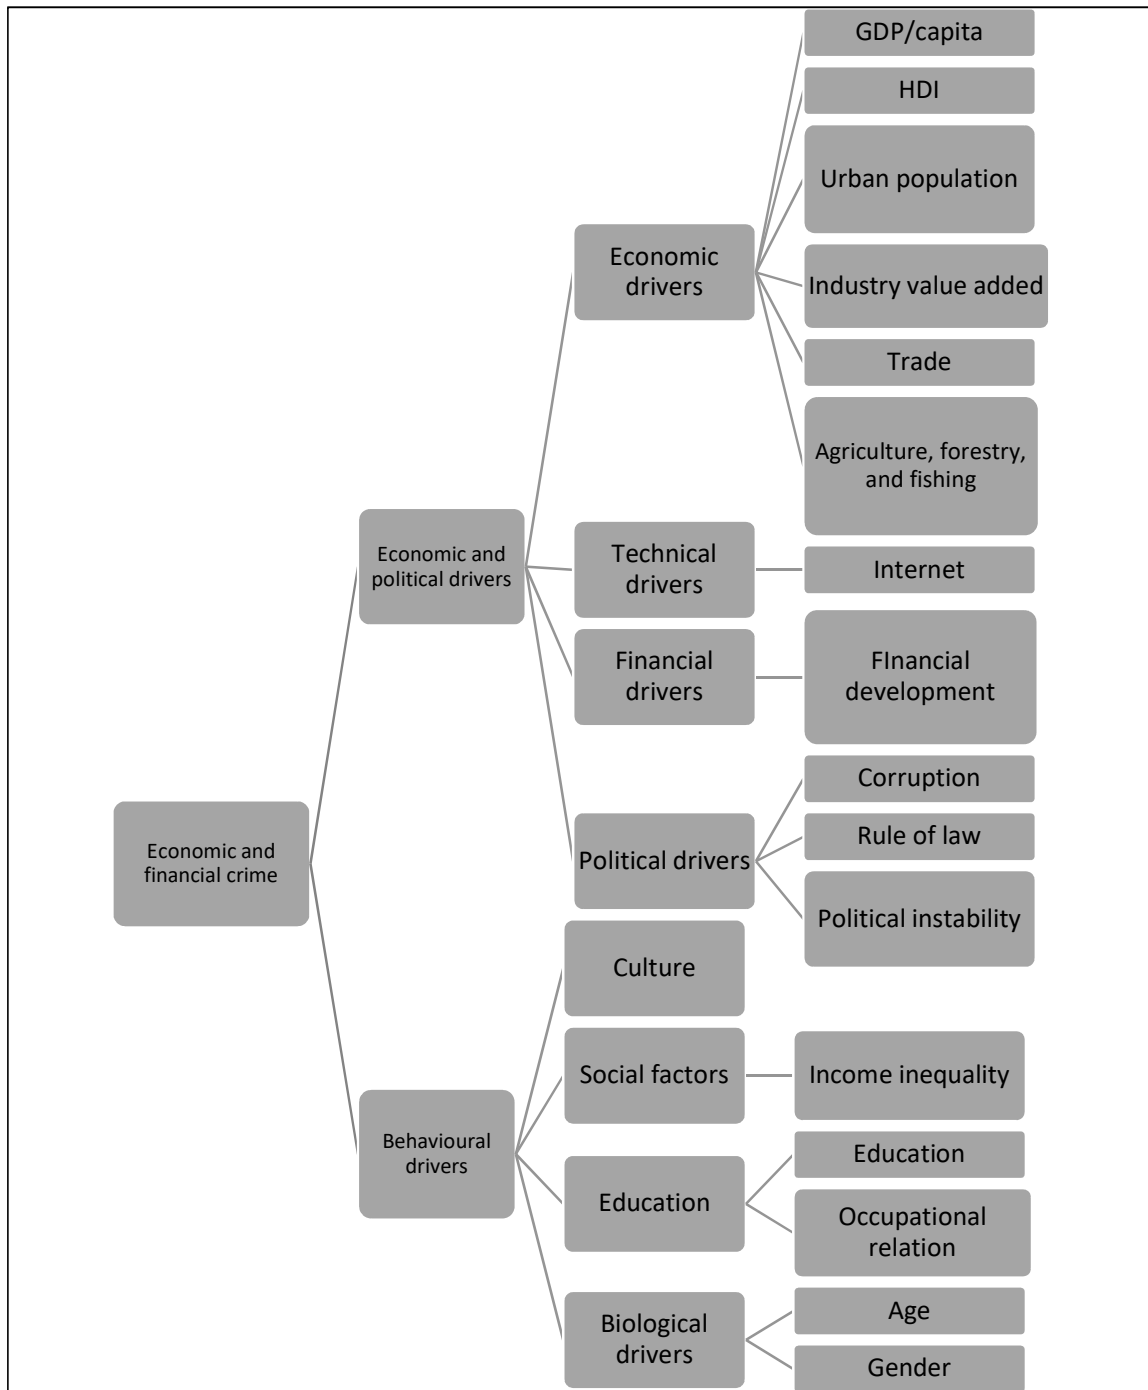 GDP/capita
HDI
Urban population
Economic
drivers
Industry value added
Trade
Agriculture, forestry,
and fishing
Economic and
political drivers
Technical
drivers
Internet
Financial
drivers
FInancial
development
Corruption
Economic and
financial crime
Political drivers
Rule of law
Political instability
Culture
Social factors
Income inequality
Behavioural
drivers
Education
Education
Occupational
relation
Biological
drivers
Age
Gender